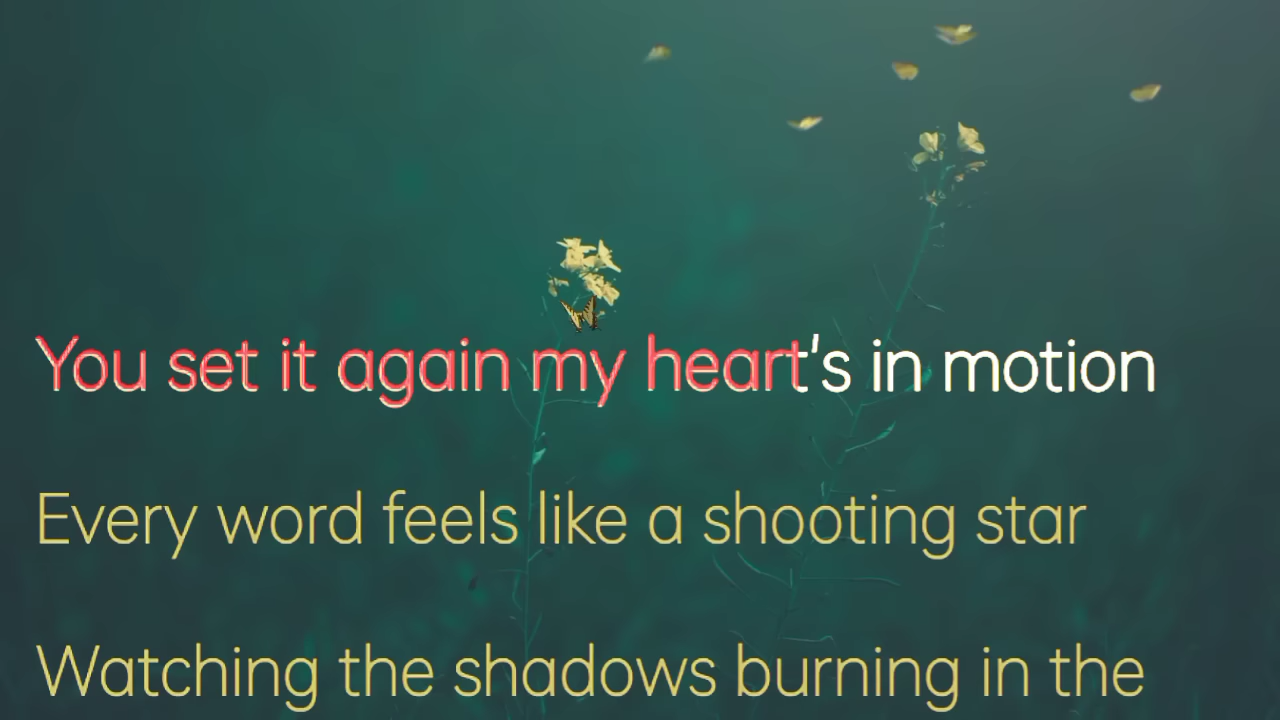 You set it again my heart's in motion
Every word feels like a shooting star
Watching the shadows burning in the